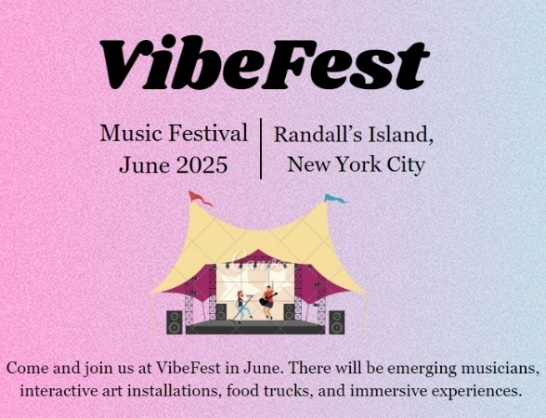 VibeFest
Music Festival
June 2025
Randall's Island,
New York City
Canva
Come and join us at VibeFest in June. There will be emerging musicians,
interactive art installations, food trucks, and immersive experiences.